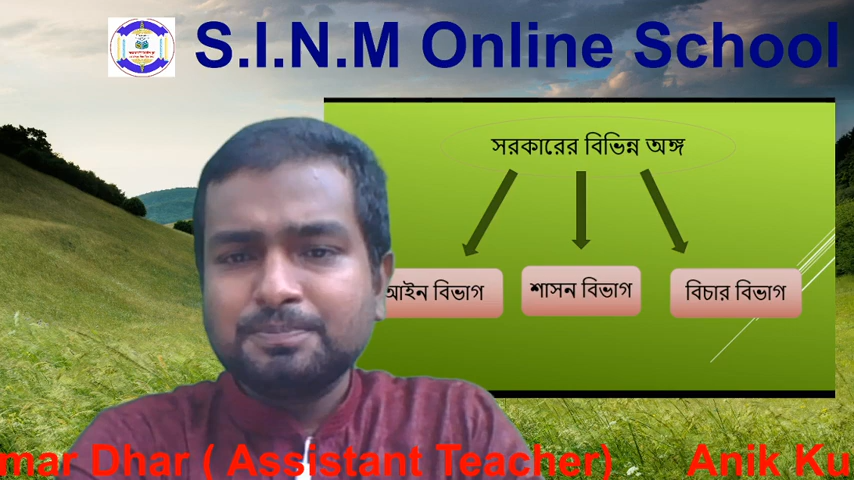 S.I.N.M Online School
সরকারের বিভিন্ন অঙ্গ
আইন বিভাগ
শাসন বিভাগ
বিচার বিভাগ
mar Dhar ( Assistant Teacher) Anik Ku